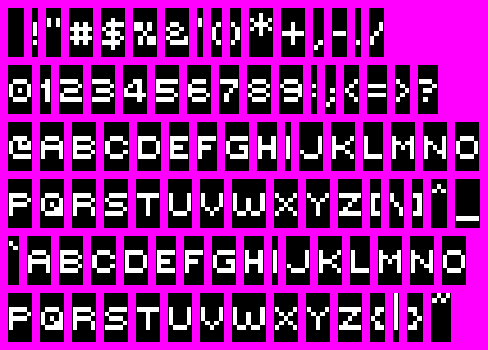 !"#$%&'()*+,-./
0123456789:;<=>?
@ABCDEFGHIJKLMNO
PQRSTUVWXYZ[\]^_
`ABCDEFGHIJKLMNO
PQRSTUVWXYZ{|}~